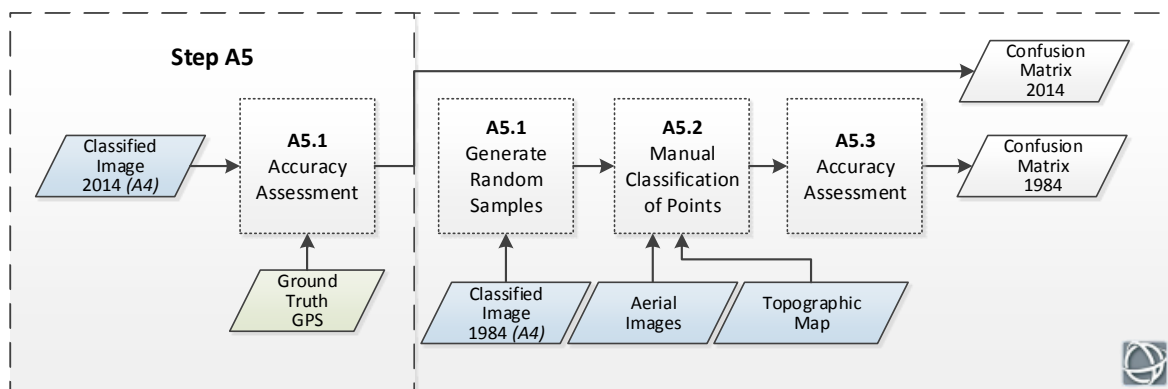 Step A5
Classified
Image
2014 (A4)
A5.1
Accuracy
Assessment
Ground
Truth
GPS
A5.1
Generate
Random
Samples
Classified
Image
1984 (A4)
A5.2
Manual
Classification
of Points
Aerial
Images
Topographic
Map
A5.3
Accuracy
Assessment
Confusion
Matrix
2014
Confusion
Matrix
1984